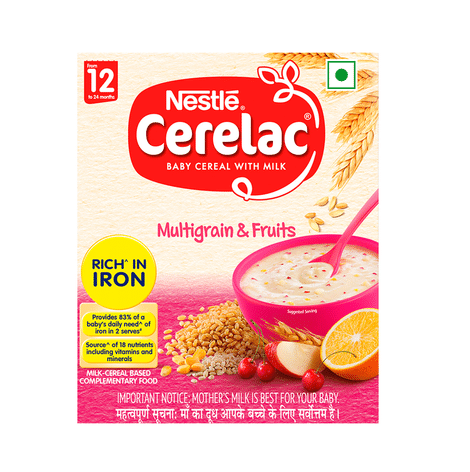 from
12
to 24 months
Nestlé®
Cerelac®
BABY CEREAL WITH MILK
Multigrain & Fruits
RICH^ IN
IRON
Provides 83% of a
baby's daily need^ of
iron in 2 serves#
Source^ of 18 nutrients
including vitamins and
minerals
MILK-CEREAL BASED
COMPLEMENTARY FOOD
Suggested Serving
IMPORTANT NOTICE: MOTHER'S MILK IS BEST FOR YOUR BABY.
महत्वपूर्ण सूचना: माँ का दूध आपके बच्चे के लिए सर्वोत्तम है।